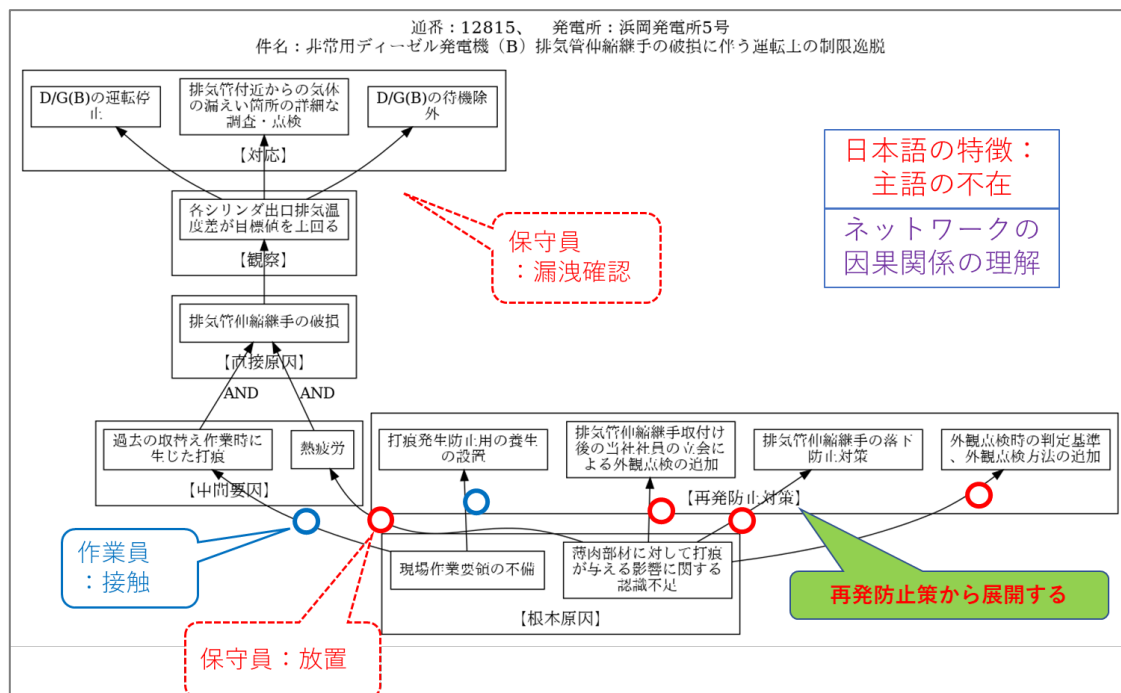 通番：12815、　発電所：浜岡発電所5号
件名：非常用ディーゼル発電機（B）排気管伸縮継手の破損に伴う運転上の制限逸脱
D/G(B)の運転停
止
排気管付近からの気体
の漏えい箇所の詳細な
調査・点検
D/G(B)の待機除
外
【対応】
各シリンダ出口排気温
度差が目標値を上回る
【観察】
保守員
：漏洩確認
日本語の特徴：
主語の不在
ネットワークの
因果関係の理解
排気管伸縮継手の破損
【直接原因】
AND
AND
過去の取替え作業時に
生じた打痕
熱疲労
【中間要因】
打痕発生防止用の養生
の設置
排気管伸縮継手取付け
後の当社社員の立会に
よる外観点検の追加
排気管伸縮継手の落下
防止対策
外観点検時の判定基準
、外観点検方法の追加
【再発防止対策】
作業員
：接触
現場作業要領の不備
薄肉部材に対して打痕
が与える影響に関する
認識不足
【根本原因】
再発防止策から展開する
保守員：放置